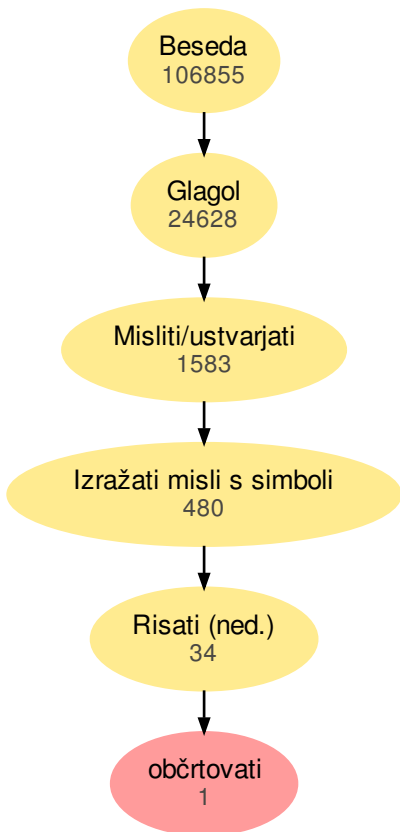 Beseda
106855
Glagol
24628
Misliti/ustvarjati
1583
Izražati misli s simboli
480
Risati (ned.)
34
občrtovati
1